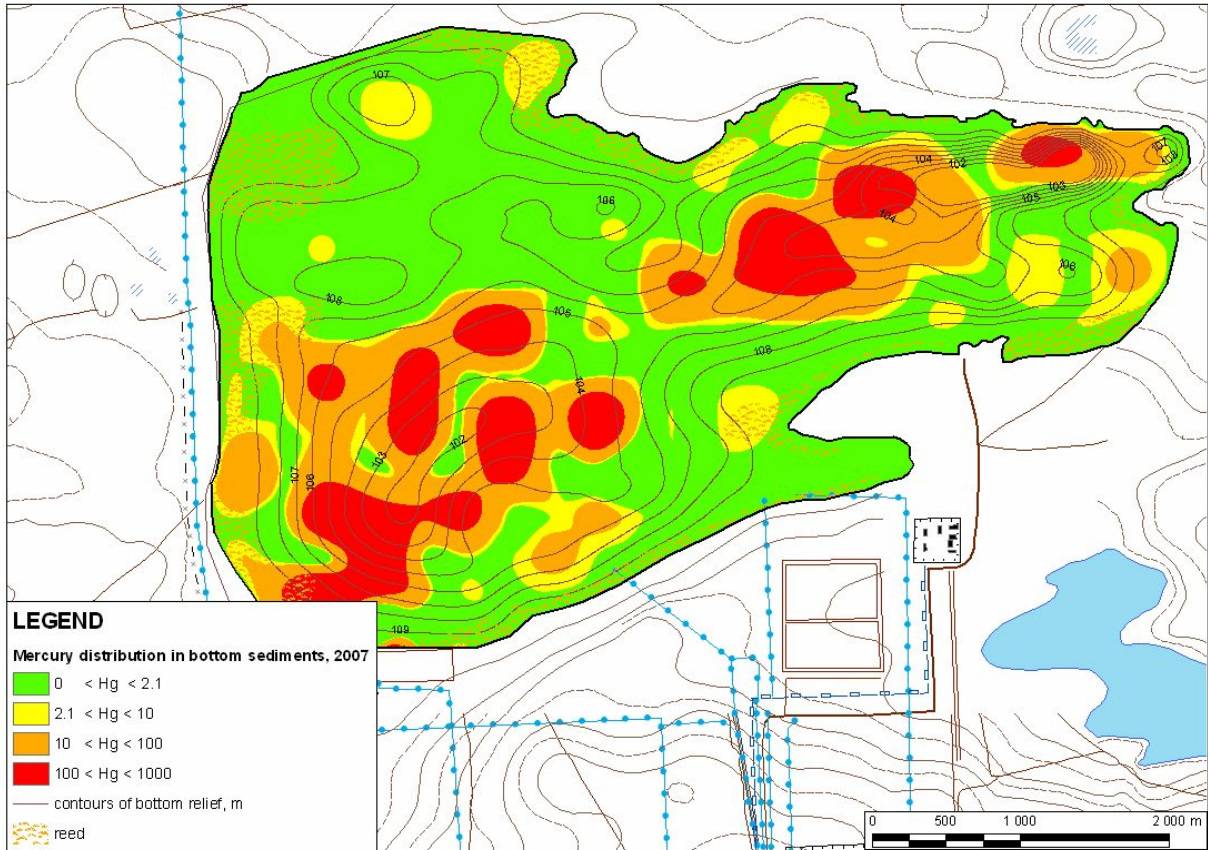 107
104
102
107
108
103
105
104
106
106
108
105
108
104
102
103
107
106
109
LEGEND
Mercury distribution in bottom sediments, 2007
0 < Hg < 2.1
2.1 < Hg < 10
10 < Hg < 100
100 < Hg < 1000
contours of bottom relief, m
reed
0 500 1 000 2 000 m